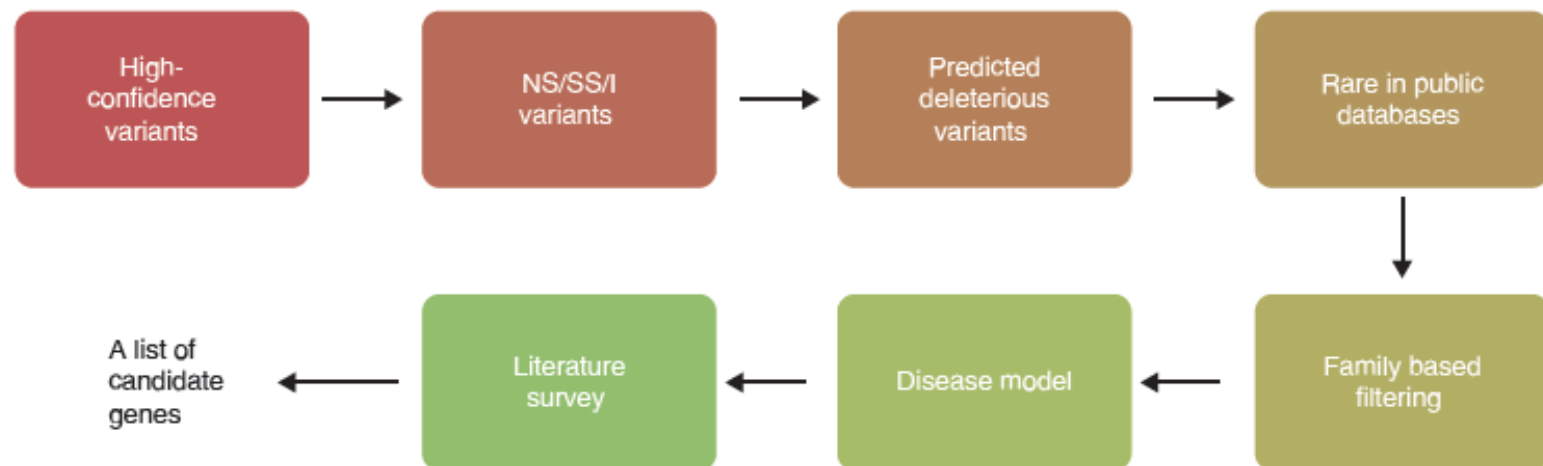 High-
confidence
variants
NS/SS/I
variants
Predicted
deleterious
variants
Rare in public
databases
Family based
filtering
Disease model
Literature
survey
A list of
candidate
genes